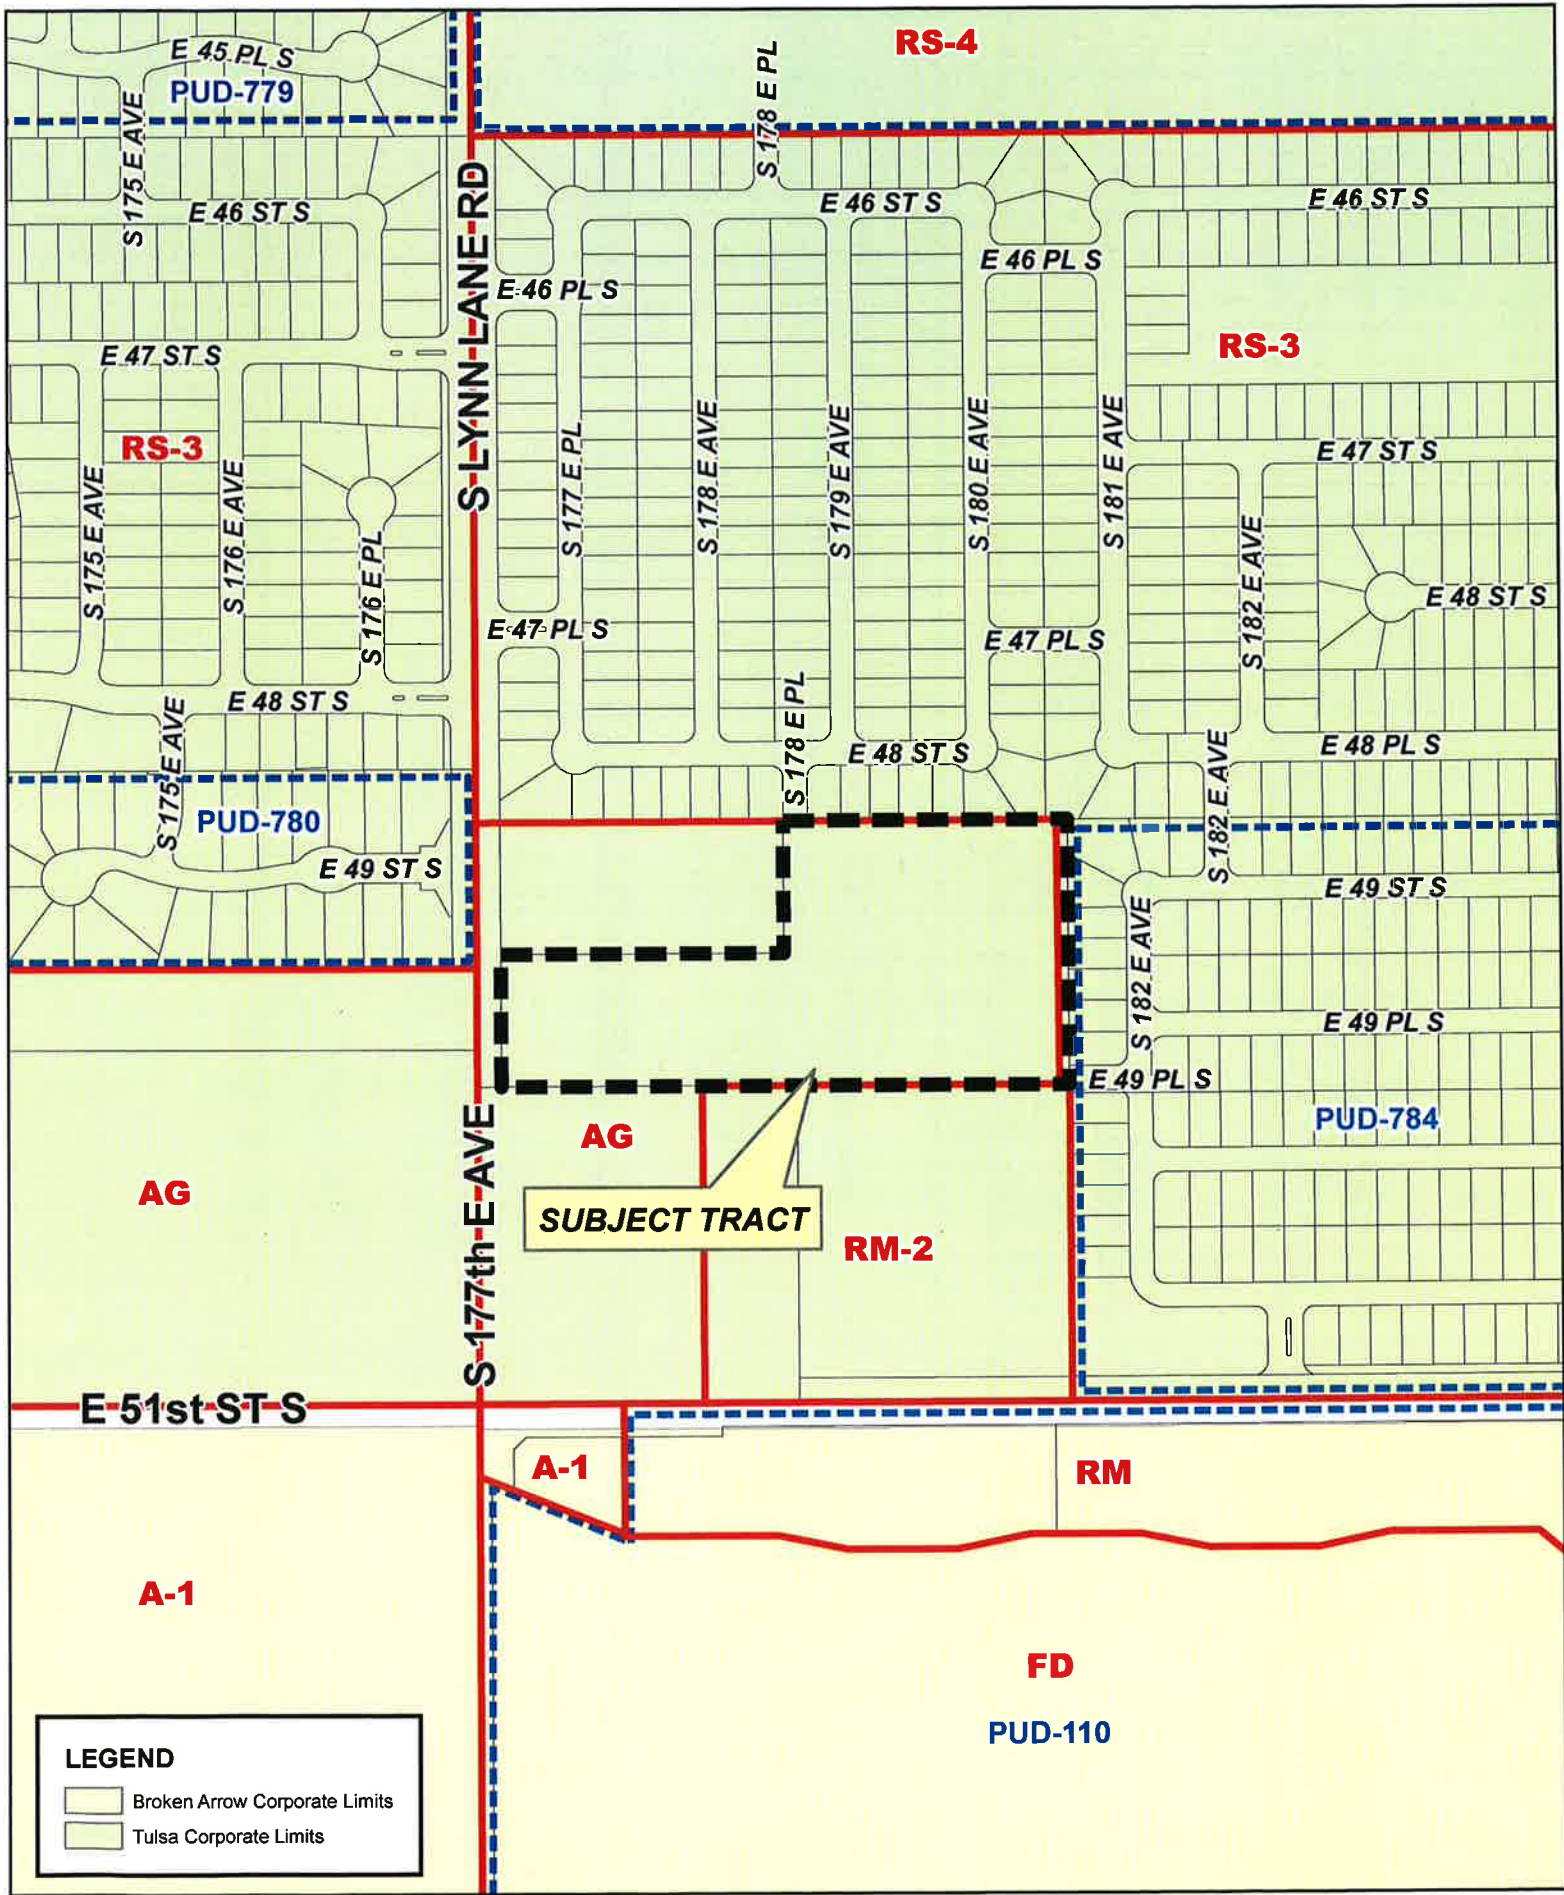 RS-4
E 45 PL S
PUD-779
S 178 E PL
S 175 E AVE
E 46 ST S
E 46 ST S
E 46 ST S
S LYNN LANE RD
E 46 PL S
E 46 PL S
RS-3
E 47 ST S
RS-3
S 175 E AVE
S 176 E AVE
S 176 E PL
S 177 E PL
S 178 E AVE
S 179 E AVE
S 180 E AVE
S 181 E AVE
E 47 ST S
S 182 E AVE
E 48 ST S
E 47 PL S
E 47 PL S
E 48 ST S
S 175 E AVE
S 178 E PL
E 48 ST S
E 48 PL S
S 182 E AVE
PUD-780
E 49 ST S
E 49 ST S
S 182 E AVE
E 49 PL S
E 49 PL S
PUD-784
S 177th E AVE
AG
AG
SUBJECT TRACT
RM-2
E 51st ST S
A-1
RM
A-1
FD
PUD-110
LEGEND
Broken Arrow Corporate Limits
Tulsa Corporate Limits